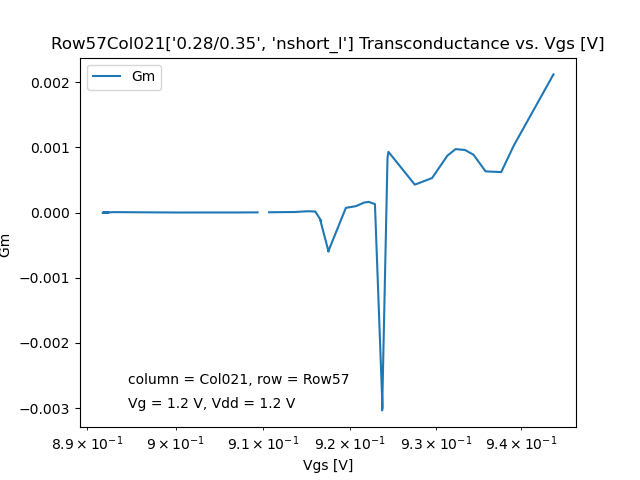 Row57Col021['0.28/0.35', 'nshort_l'] Transconductance vs. Vgs [V]
Gm
0.002
0.001
0.000
−0.001
−0.002
−0.003
Gm
column = Col021, row = Row57
Vg = 1.2 V, Vdd = 1.2 V
8.9 × 10⁻¹ 9 × 10⁻¹ 9.1 × 10⁻¹ 9.2 × 10⁻¹ 9.3 × 10⁻¹ 9.4 × 10⁻¹
Vgs [V]